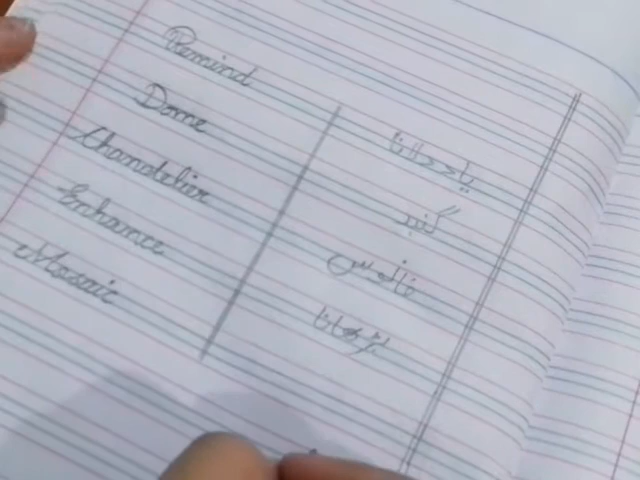 Remind یاد دلانا
Dome گنبد
Chandelier فانوس
Enhance بڑھانا
Mosaic